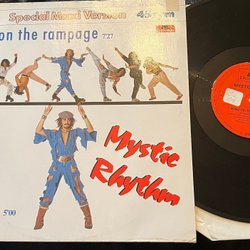 Special Maxi Version 45 rpm
on the rampage 7'27
Mystic
Rhythm
5'00